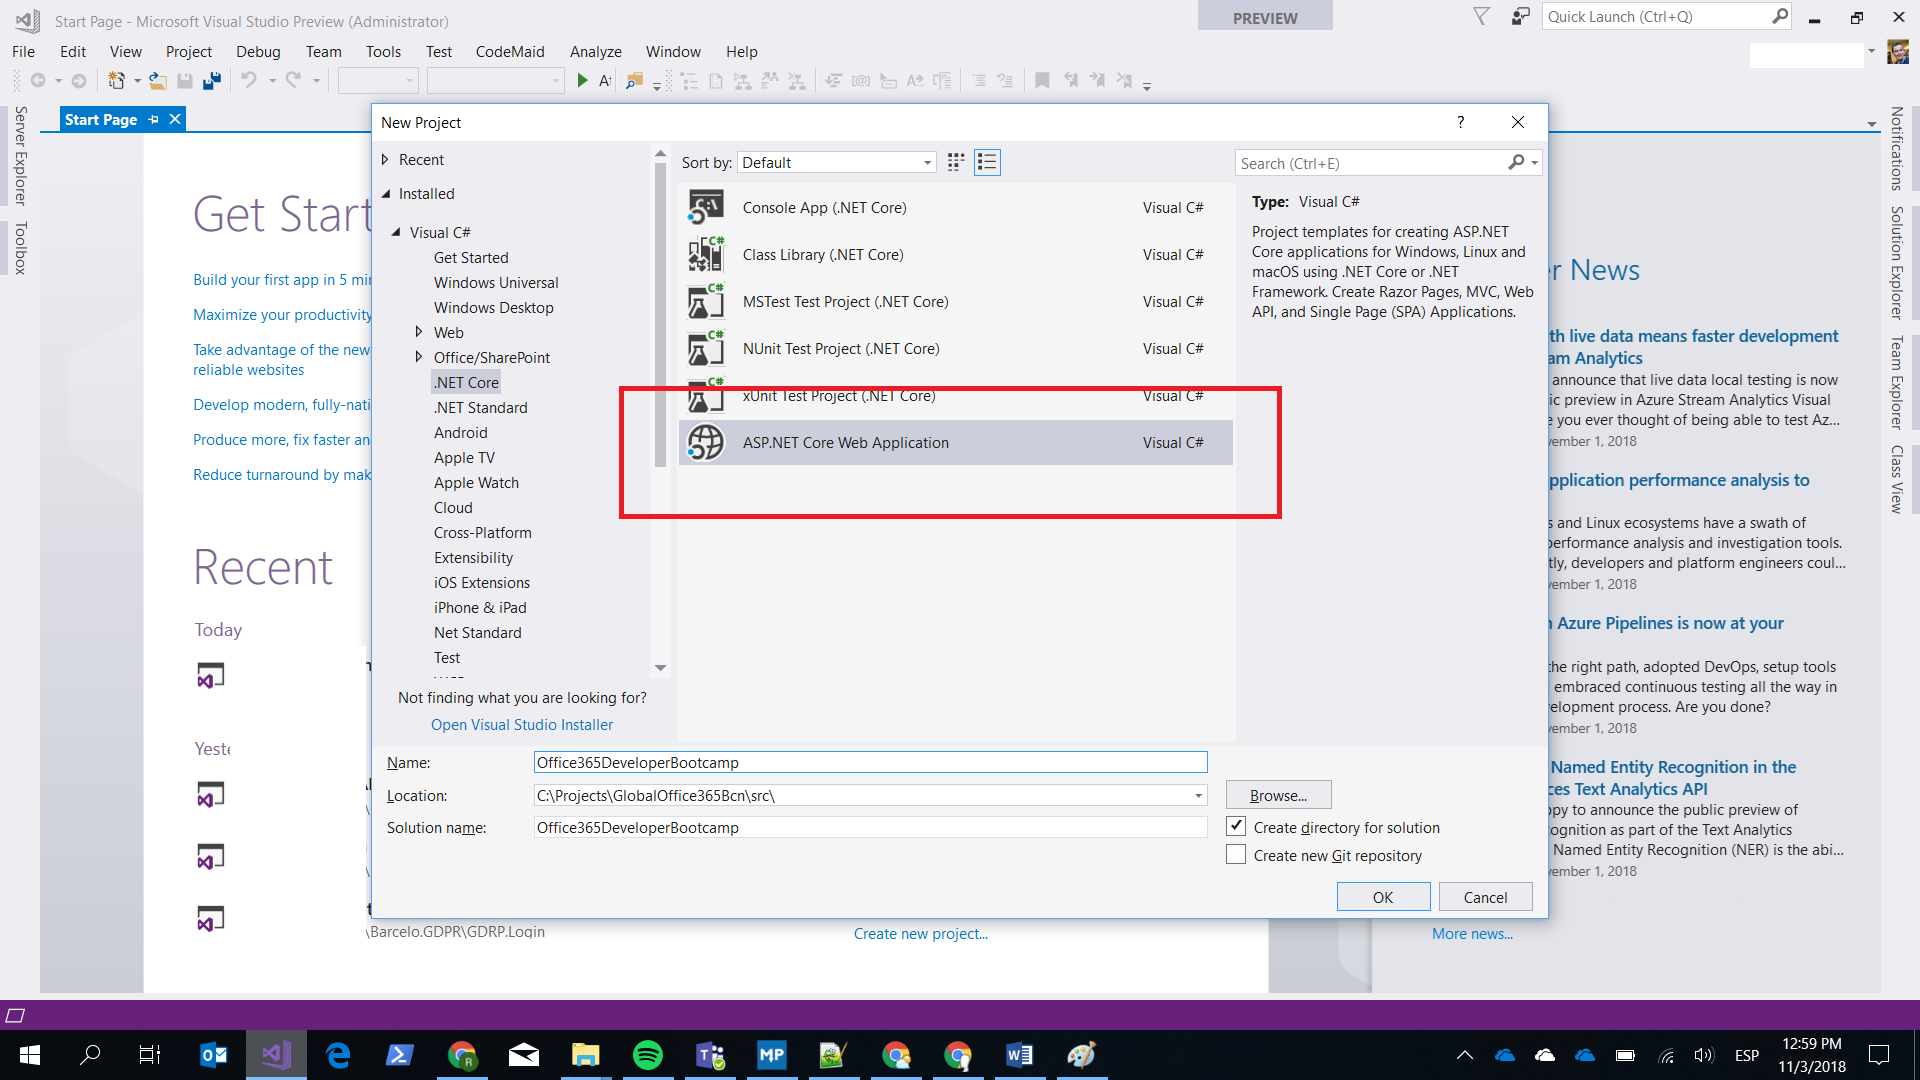 Start Page - Microsoft Visual Studio Preview (Administrator)
PREVIEW
Quick Launch (Ctrl+Q)
File Edit View Project Debug Team Tools Test CodeMaid Analyze Window Help
Server Explorer
Toolbox
Start Page
Get Start
Build your first app in 5 min
Maximize your productivity
Take advantage of the new
reliable websites
Develop modern, fully-nati
Produce more, fix faster an
Reduce turnaround by mak
Recent
Today
Yeste
\Barcelo.GDPR\GDRP.Login
Create new project...
New Project
?
Recent
Installed
Visual C#
Get Started
Windows Universal
Windows Desktop
Web
Office/SharePoint
.NET Core
.NET Standard
Android
Apple TV
Apple Watch
Cloud
Cross-Platform
Extensibility
iOS Extensions
iPhone & iPad
Net Standard
Test
Not finding what you are looking for?
Open Visual Studio Installer
Sort by: Default
Console App (.NET Core) Visual C#
Class Library (.NET Core) Visual C#
MSTest Test Project (.NET Core) Visual C#
NUnit Test Project (.NET Core) Visual C#
xUnit Test Project (.NET Core) Visual C#
ASP.NET Core Web Application Visual C#
Search (Ctrl+E)
Type: Visual C#
Project templates for creating ASP.NET
Core applications for Windows, Linux and
macOS using .NET Core or .NET
Framework. Create Razor Pages, MVC, Web
API, and Single Page (SPA) Applications.
Name: Office365DeveloperBootcamp
Location: C:\Projects\GlobalOffice365Bcn\src\
Browse...
Solution name: Office365DeveloperBootcamp
Create directory for solution
Create new Git repository
OK Cancel
r News
th live data means faster development
am Analytics
announce that live data local testing is now
ic preview in Azure Stream Analytics Visual
e you ever thought of being able to test Az...
vember 1, 2018
pplication performance analysis to
s and Linux ecosystems have a swath of
performance analysis and investigation tools.
tly, developers and platform engineers coul...
vember 1, 2018
n Azure Pipelines is now at your
the right path, adopted DevOps, setup tools
embraced continuous testing all the way in
velopment process. Are you done?
vember 1, 2018
Named Entity Recognition in the
ces Text Analytics API
ppy to announce the public preview of
cognition as part of the Text Analytics
Named Entity Recognition (NER) is the abi...
vember 1, 2018
More news...
Notifications
Solution Explorer
Team Explorer
Class View
ESP
12:59 PM
11/3/2018